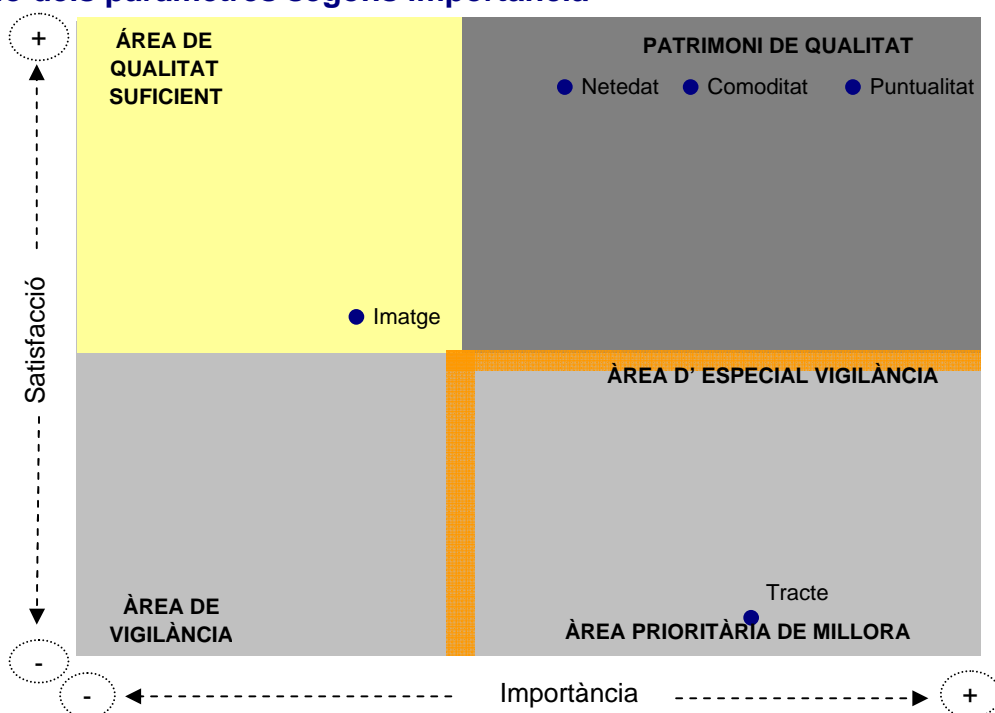 dels paràmetres segons importància
+
ÁREA DE
QUALITAT
SUFICIENT
PATRIMONI DE QUALITAT
Netedat
Comoditat
Puntualitat
Satisfacció
Imatge
ÀREA D’ ESPECIAL VIGILÀNCIA
Tracte
ÀREA DE
VIGILÀNCIA
ÀREA PRIORITÀRIA DE MILLORA
-
-
Importància
+